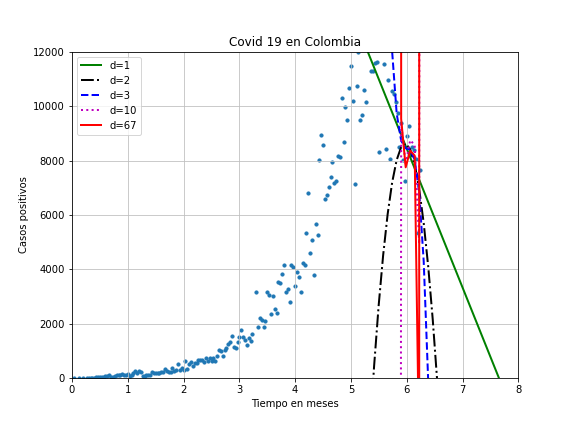 Covid 19 en Colombia
12000
10000
8000
6000
4000
2000
0
Casos positivos
d=1
d=2
d=3
d=10
d=67
0 1 2 3 4 5 6 7 8
Tiempo en meses